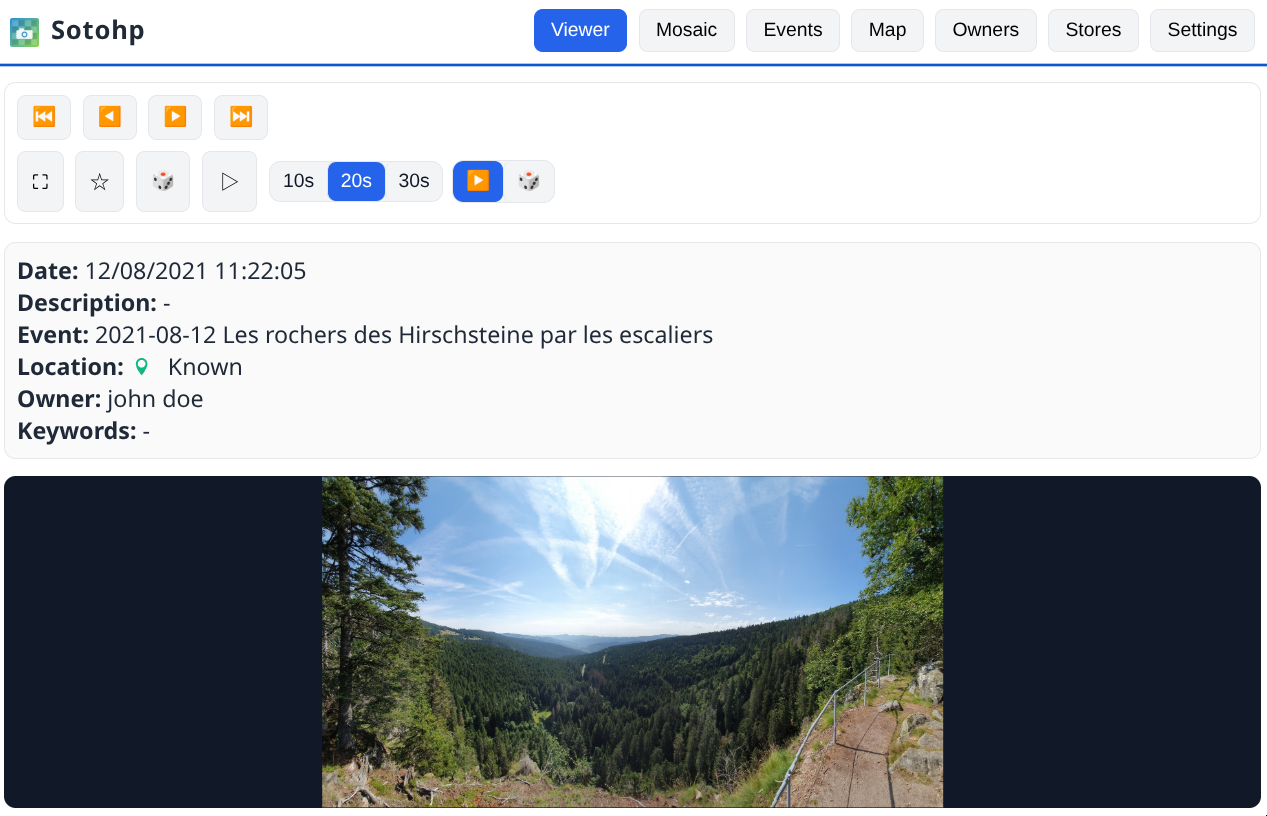 Sotohp
Viewer Mosaic Events Map Owners Stores Settings
10s 20s 30s
Date: 12/08/2021 11:22:05
Description: -
Event: 2021-08-12 Les rochers des Hirschsteine par les escaliers
Location: Known
Owner: john doe
Keywords: -